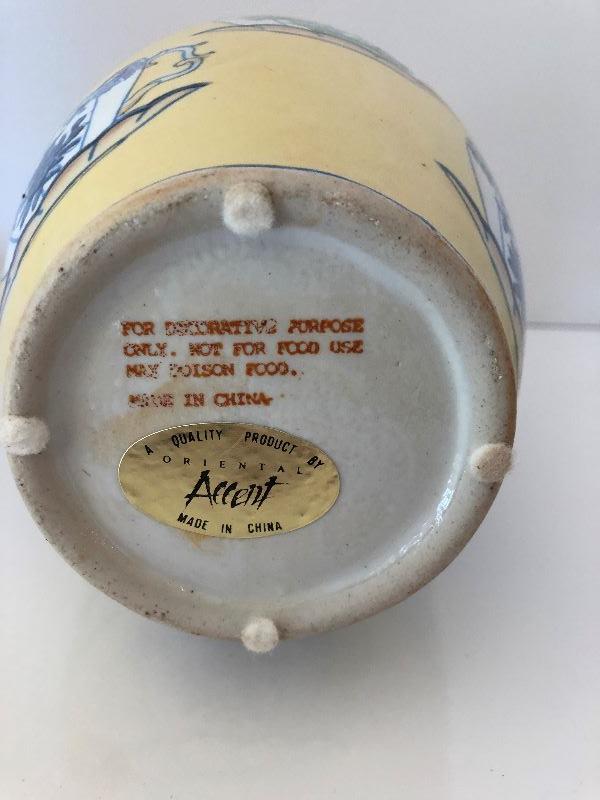 FOR DECORATIVE PURPOSE
ONLY. NOT FOR FOOD USE
MAY POISON FOOD.
MADE IN CHINA
A QUALITY PRODUCT BY
ORIENTAL
Accent
MADE IN CHINA